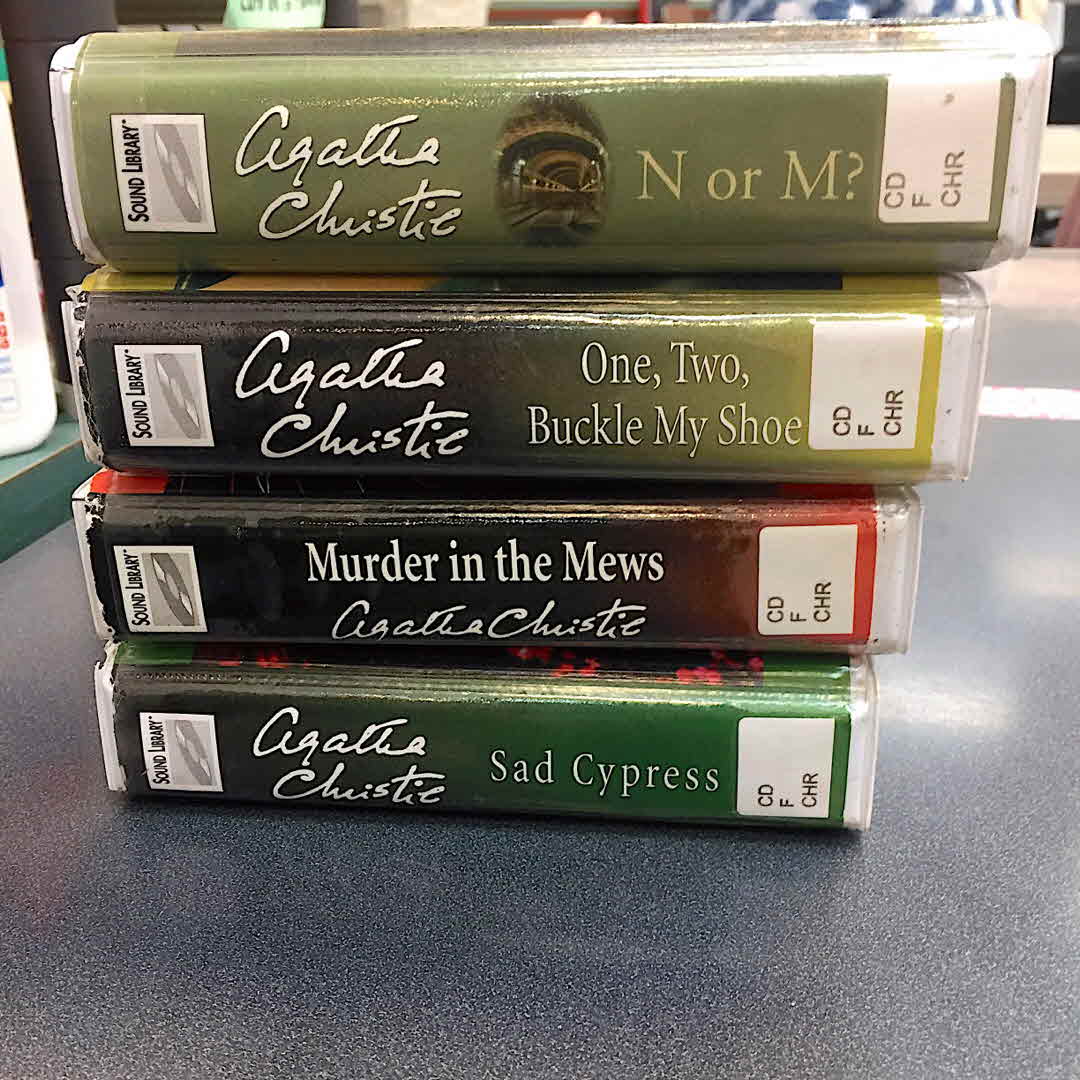 SOUND LIBRARY
Agatha
Christie
N or M?
CD
F
CHR
SOUND LIBRARY
Agatha
Christie
One, Two,
Buckle My Shoe
CD
F
CHR
SOUND LIBRARY
Murder in the Mews
Agatha Christie
CD
F
CHR
SOUND LIBRARY
Agatha
Christie
Sad Cypress
CD
F
CHR